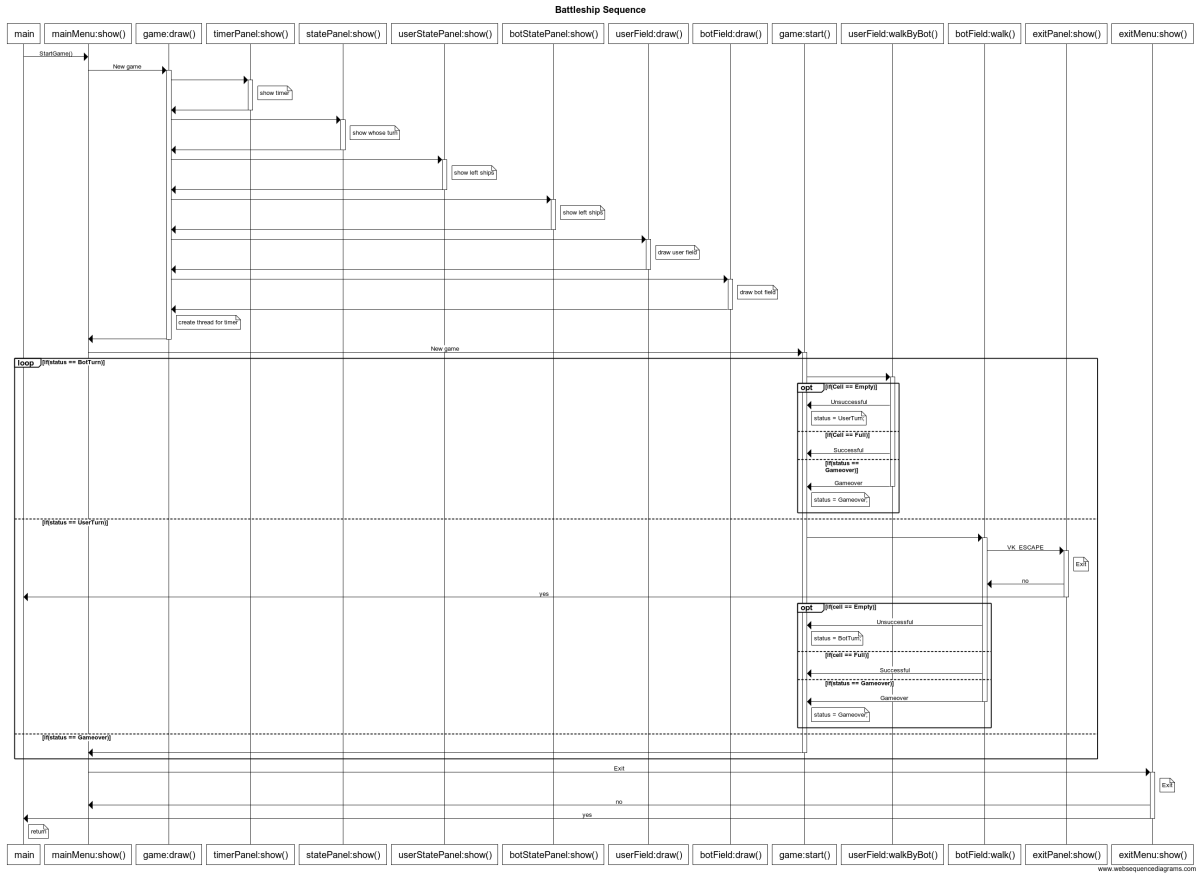 Battleship Sequence
main
mainMenu:show()
game:draw()
timerPanel:show()
statePanel:show()
userStatePanel:show()
botStatePanel:show()
userField:draw()
botField:draw()
game:start()
userField:walkByBot()
botField:walk()
exitPanel:show()
exitMenu:show()
StartGame()
New game
show timer
show whose turn
show left ships
show left ships
draw user field
draw bot field
create thread for timer
New game
loop
[If(status == BotTurn)]
opt
[If(Cell == Empty)]
Unsuccessful
status = UserTurn;
[If(Cell == Full)]
Successful
[If(status ==
Gameover)]
Gameover
status = Gameover;
[If(status == UserTurn)]
VK_ESCAPE
Exit
no
yes
opt
[If(cell == Empty)]
Unsuccessful
status = BotTurn;
[If(cell == Full)]
Successful
[If(status == Gameover)]
Gameover
status = Gameover;
[If(status == Gameover)]
Exit
Exit
no
yes
return
main
mainMenu:show()
game:draw()
timerPanel:show()
statePanel:show()
userStatePanel:show()
botStatePanel:show()
userField:draw()
botField:draw()
game:start()
userField:walkByBot()
botField:walk()
exitPanel:show()
exitMenu:show()
www.websequencediagrams.com